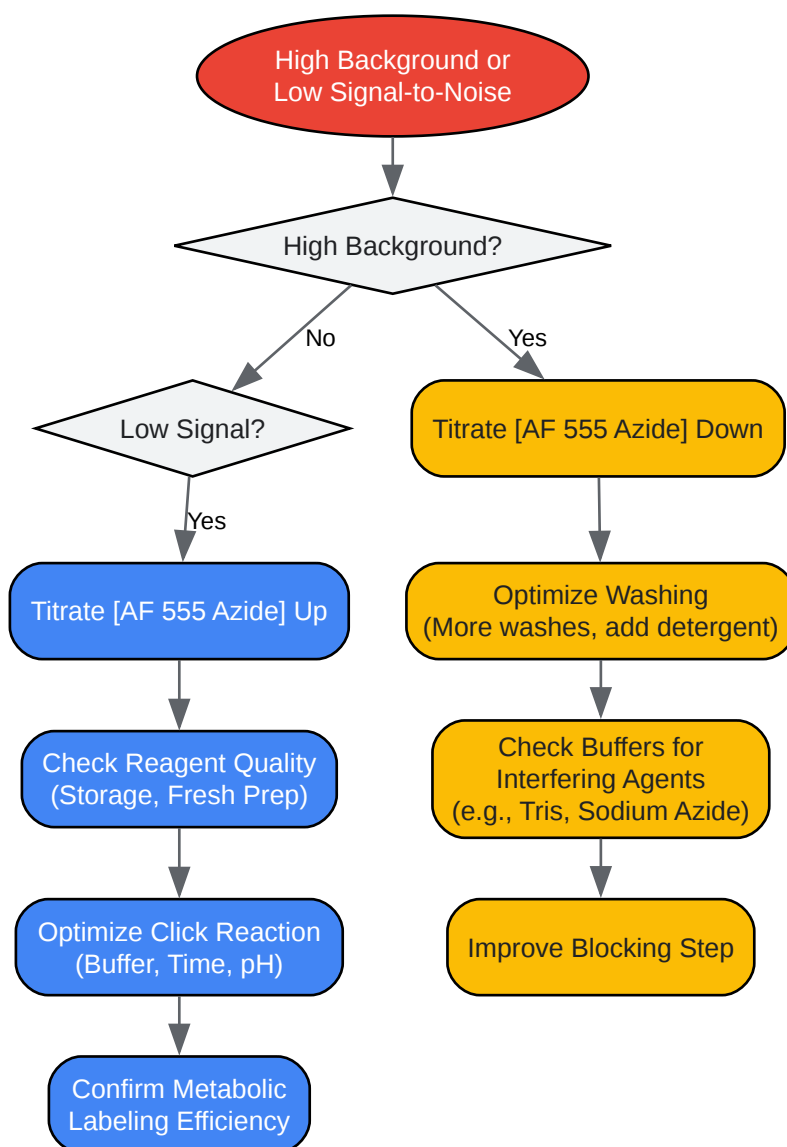 High Background or
Low Signal-to-Noise
High Background?
No
Yes
Low Signal?
Titrate [AF 555 Azide] Down
Yes
Titrate [AF 555 Azide] Up
Optimize Washing
(More washes, add detergent)
Check Reagent Quality
(Storage, Fresh Prep)
Check Buffers for
Interfering Agents
(e.g., Tris, Sodium Azide)
Optimize Click Reaction
(Buffer, Time, pH)
Improve Blocking Step
Confirm Metabolic
Labeling Efficiency